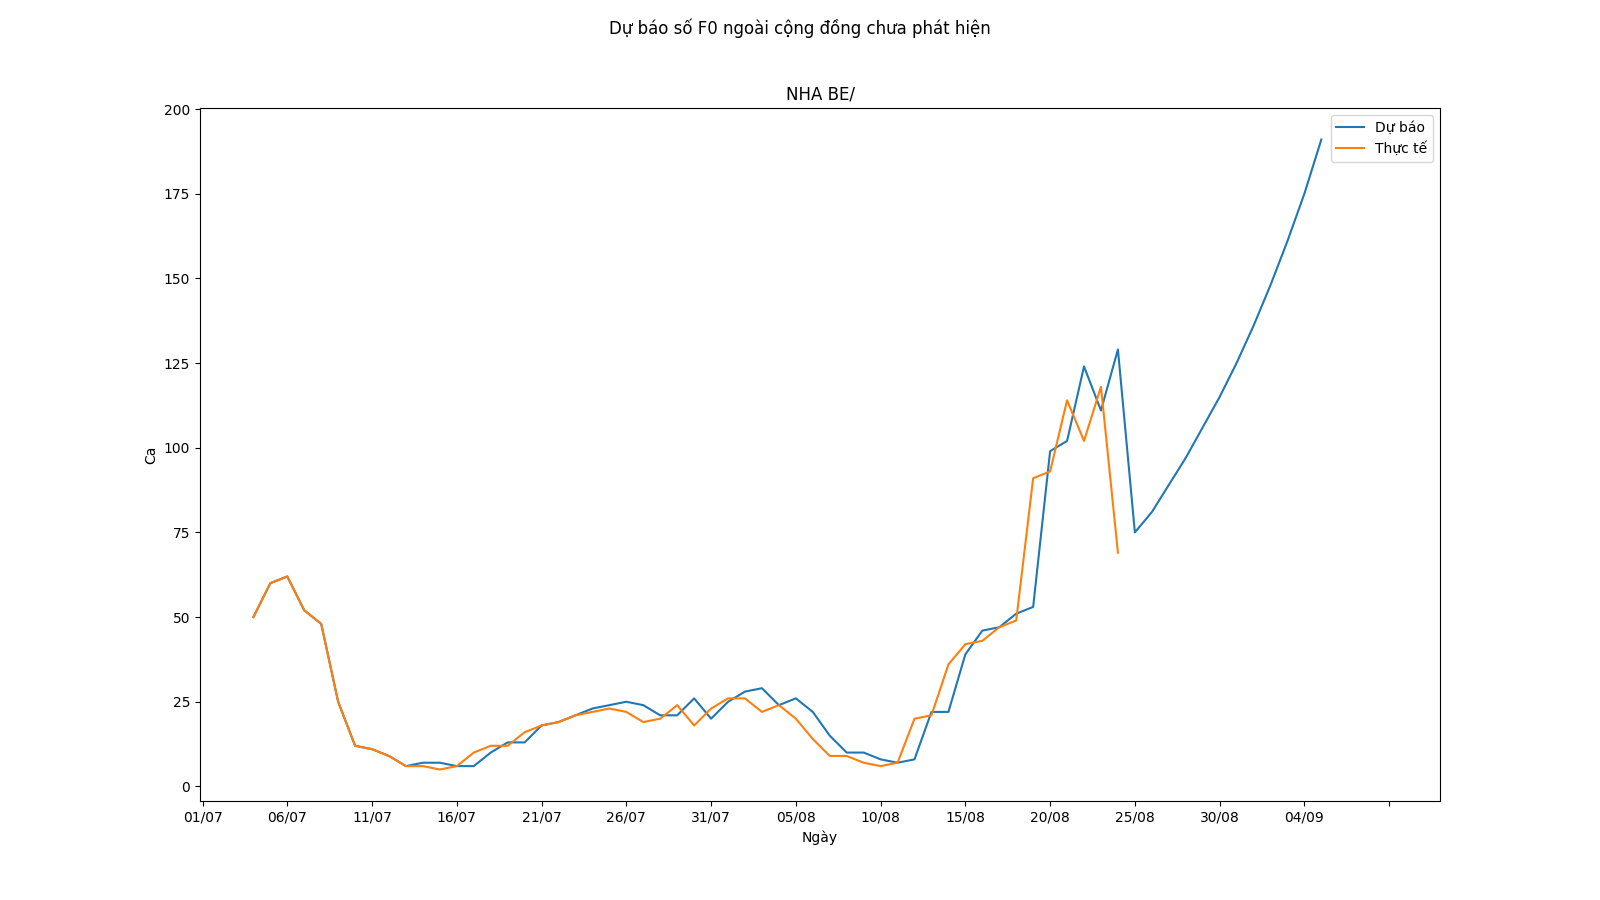 Dự báo số F0 ngoài cộng đồng chưa phát hiện
NHA BE/
Dự báo
Thực tế
200
175
150
125
100
75
50
25
0
Ca
01/07 06/07 11/07 16/07 21/07 26/07 31/07 05/08 10/08 15/08 20/08 25/08 30/08 04/09
Ngày